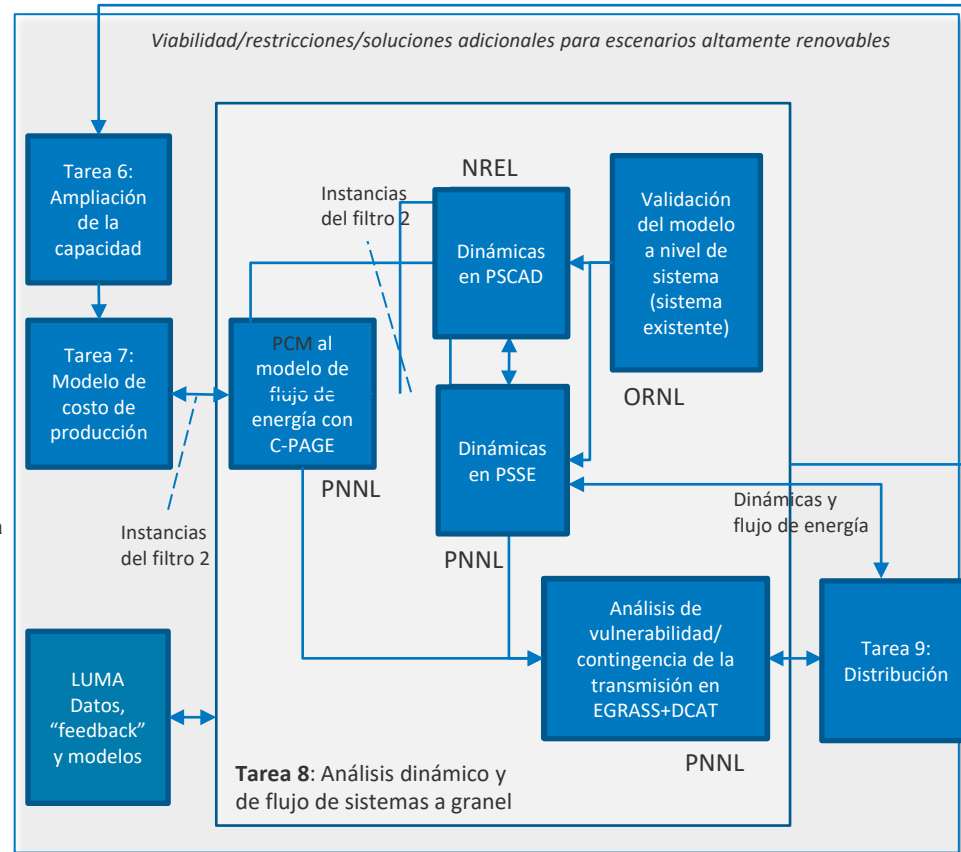 Viabilidad/restricciones/soluciones adicionales para escenarios altamente renovables
Tarea 6:
Ampliación
de la
capacidad
NREL
Instancias
del filtro 2
Dinámicas
en PSCAD
Validación
del modelo
a nivel de
sistema
(sistema
existente)
ORNL
Tarea 7:
Modelo de
costo de
producción
PCM al
modelo de
flujo de
energía con
C-PAGE
PNNL
Dinámicas
en PSSE
PNNL
Instancias
del filtro 2
Dinámicas y
flujo de energía
a
Análisis de
vulnerabilidad/
contingencia de la
transmisión en
EGRASS+DCAT
PNNL
Tarea 9:
Distribución
LUMA
Datos,
“feedback”
y modelos
Tarea 8: Análisis dinámico y
de flujo de sistemas a granel